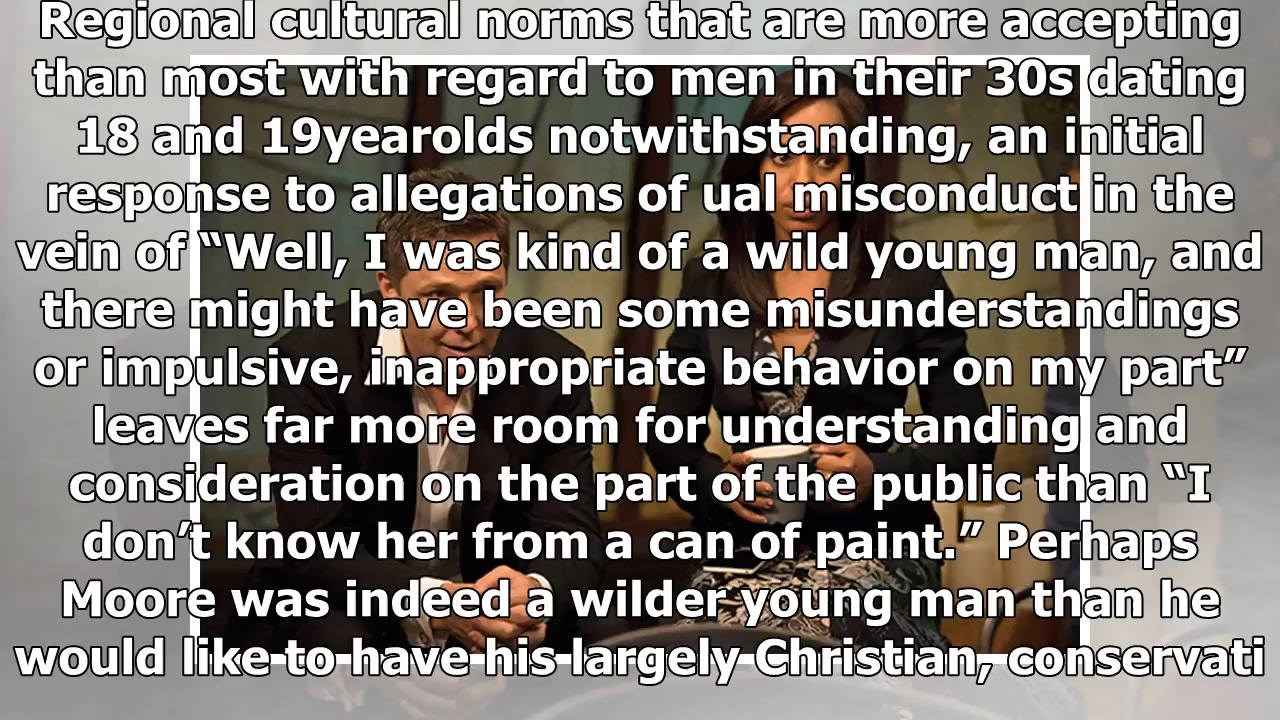 Regional cultural norms that are more accepting
than most with regard to men in their 30s dating
18 and 19yearolds notwithstanding, an initial
response to allegations of ual misconduct in the
vein of “Well, I was kind of a wild young man, and
there might have been some misunderstandings
or impulsive, inappropriate behavior on my part”
leaves far more room for understanding and
consideration on the part of the public than “I
don’t know her from a can of paint.” Perhaps
Moore was indeed a wilder young man than he
would like to have his largely Christian, conservati